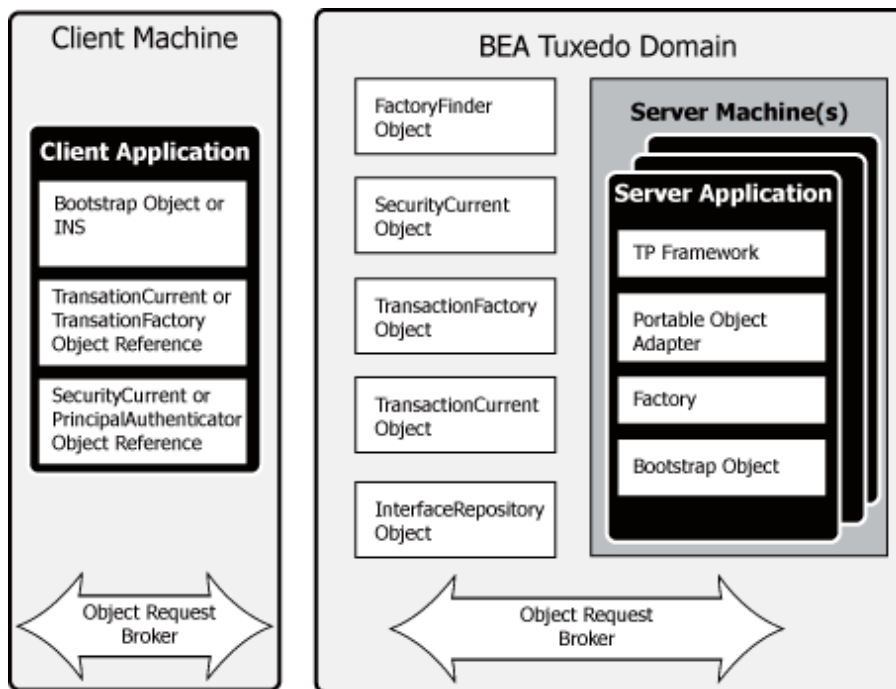 Client Machine
Client Application
Bootstrap Object or
INS
TransationCurrent or
TransationFactory
Object Reference
SecurityCurrent or
PrincipalAuthenticator
Object Reference
Object Request
Broker
BEA Tuxedo Domain
FactoryFinder
Object
SecurityCurrent
Object
TransactionFactory
Object
TransactionCurrent
Object
InterfaceRepository
Object
Server Machine(s)
Server Application
TP Framework
Portable Object
Adapter
Factory
Bootstrap Object
Object Request
Broker